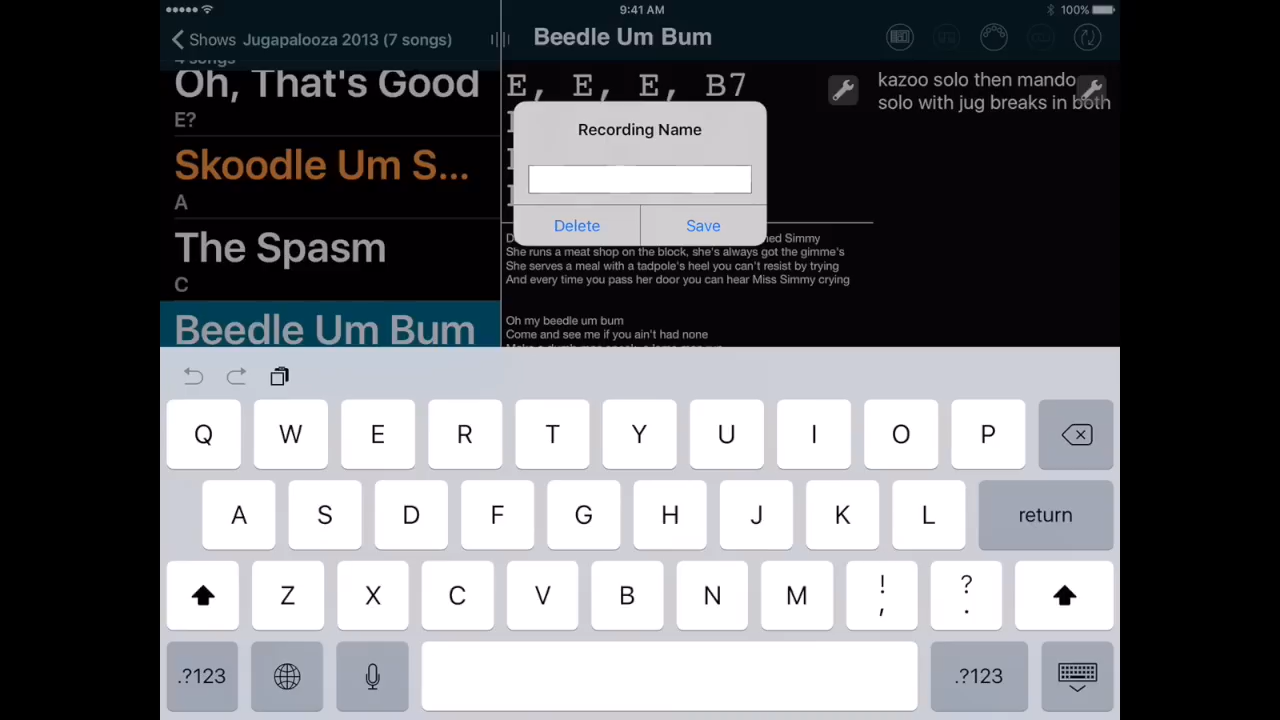 9:41 AM
100%
Shows
Jugapalooza 2013 (7 songs)
Beedle Um Bum
songs
Oh, That's Good
E?
Skoodle Um S...
A
The Spasm
C
Beedle Um Bum
E, E, E, B7
kazoo solo then mando
solo with jug breaks in both
Recording Name
Delete
Save
Simmy
She runs a meat shop on the block, she's always got the gimme's
She serves a meal with a tadpole's heel you can't resist by trying
And every time you pass her door you can hear Miss Simmy crying
Oh my beedle um bum
Come and see me if you ain't had none
Q W E R T Y U I O P
A S D F G H J K L return
Z X C V B N M ! , ? .
.?123 .?123